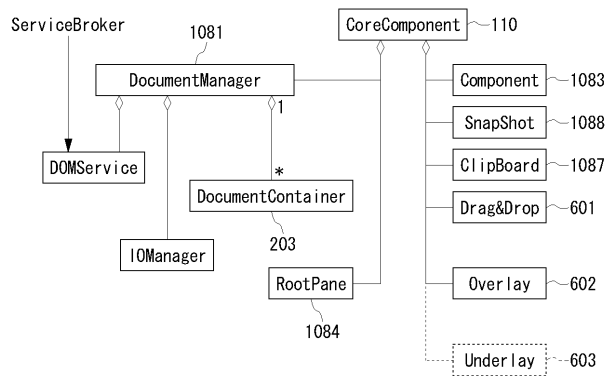 ServiceBroker
1081
CoreComponent
110
DocumentManager
1
*
DOMService
DocumentContainer
203
IOManager
RootPane
1084
Component
1083
SnapShot
1088
ClipBoard
1087
Drag&Drop
601
Overlay
602
Underlay
603